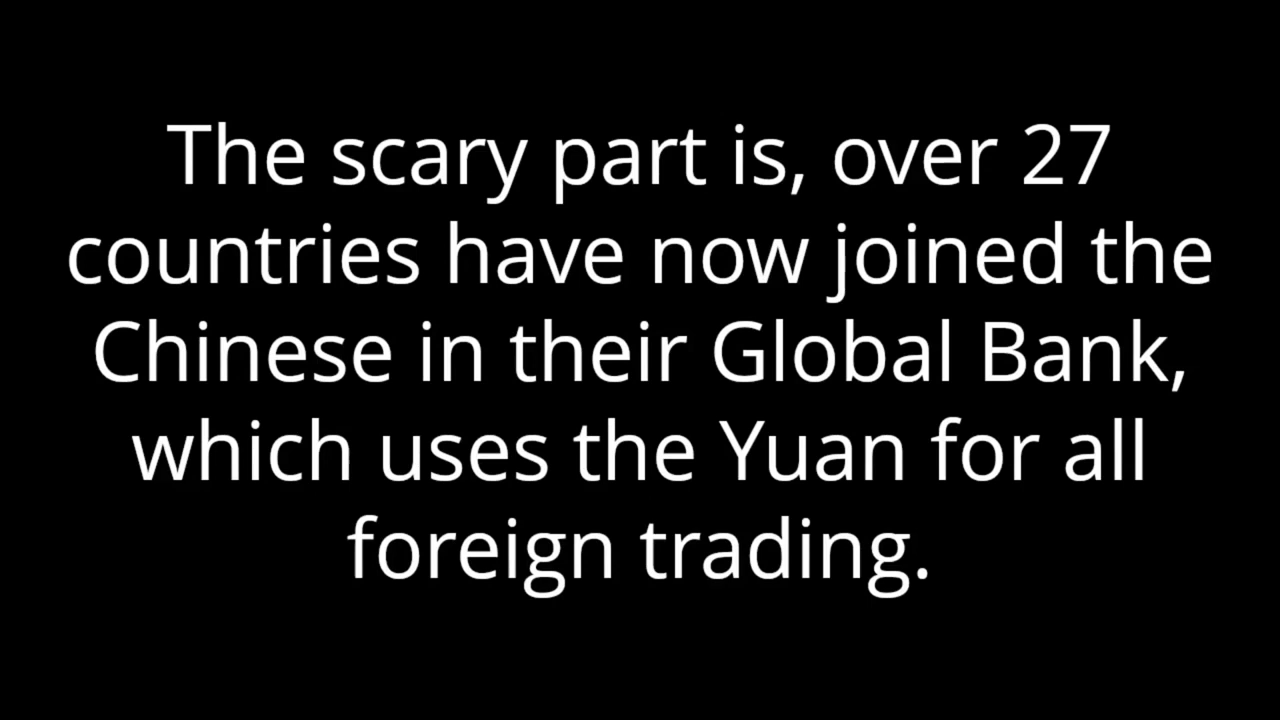 The scary part is, over 27
countries have now joined the
Chinese in their Global Bank,
which uses the Yuan for all
foreign trading.